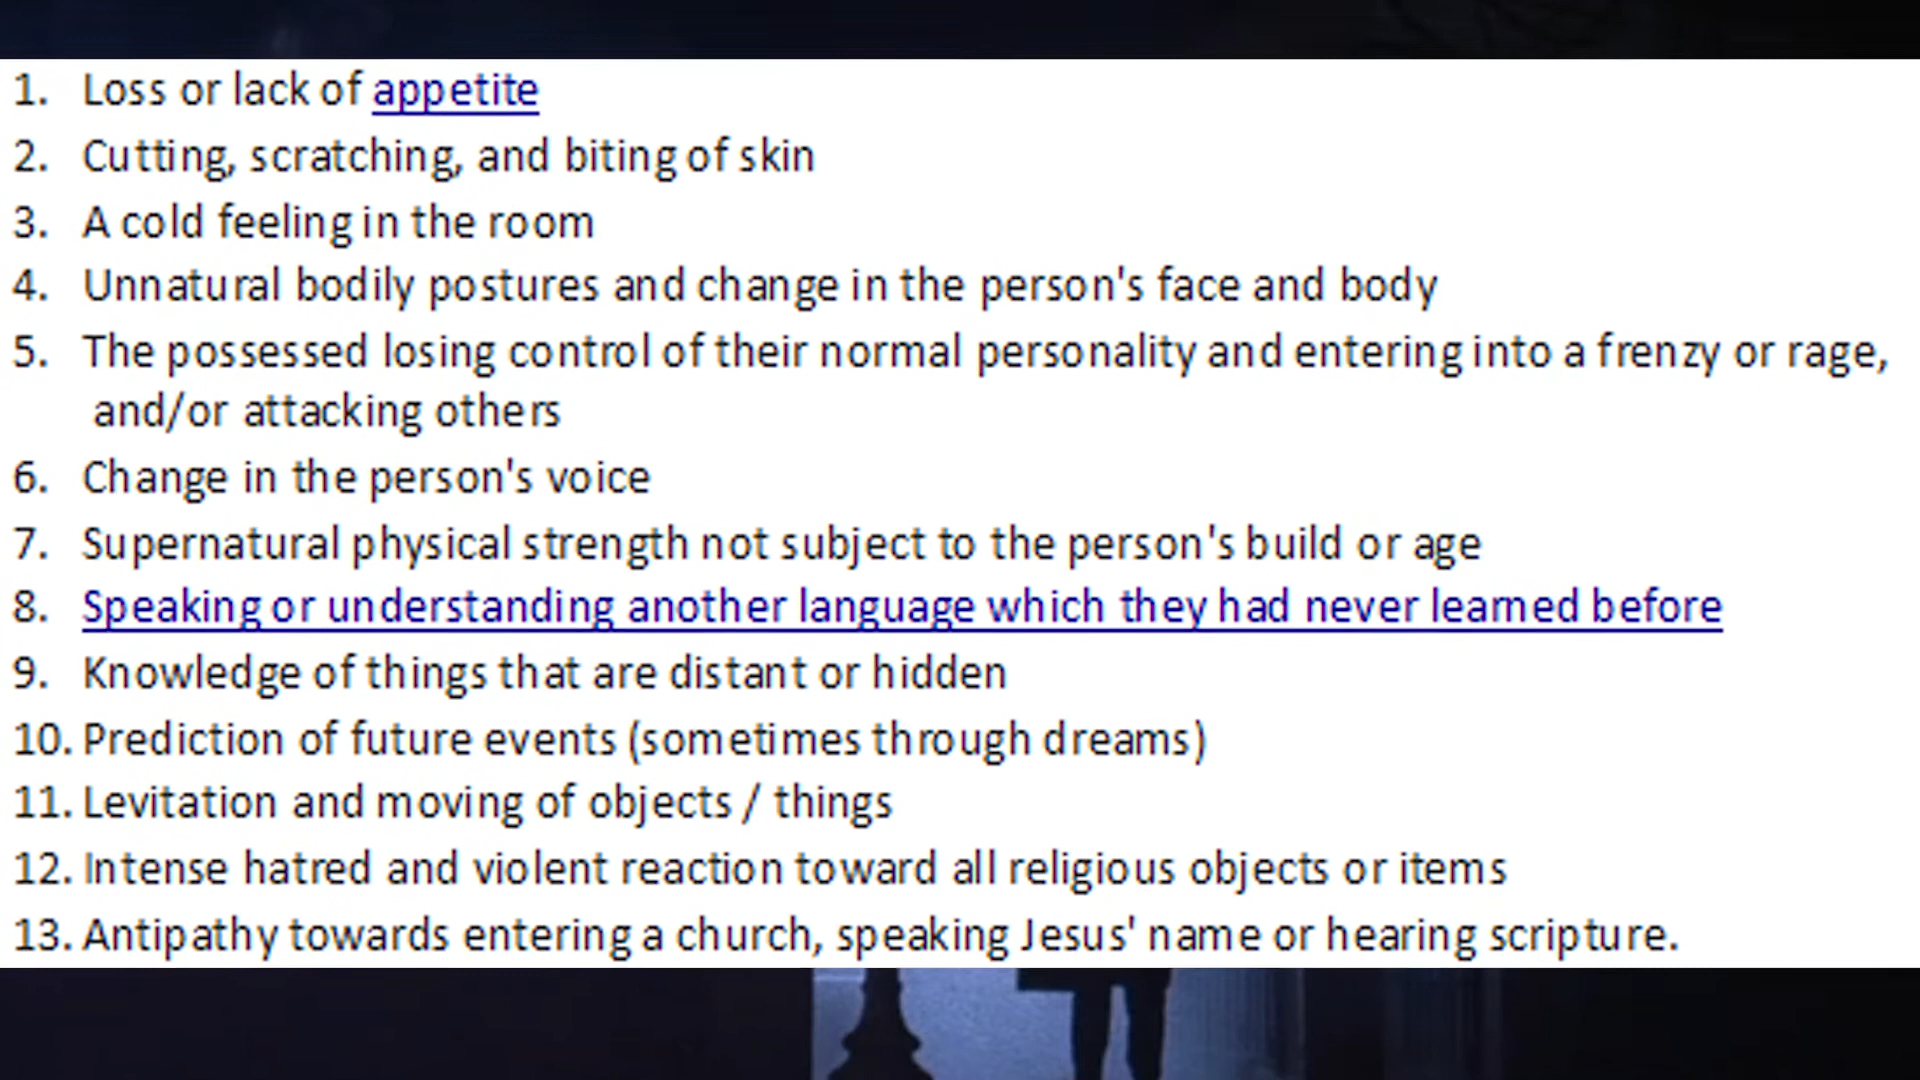 1. Loss or lack of appetite
2. Cutting, scratching, and biting of skin
3. A cold feeling in the room
4. Unnatural bodily postures and change in the person's face and body
5. The possessed losing control of their normal personality and entering into a frenzy or rage,
and/or attacking others
6. Change in the person's voice
7. Supernatural physical strength not subject to the person's build or age
8. Speaking or understanding another language which they had never learned before
9. Knowledge of things that are distant or hidden
10. Prediction of future events (sometimes through dreams)
11. Levitation and moving of objects / things
12. Intense hatred and violent reaction toward all religious objects or items
13. Antipathy towards entering a church, speaking Jesus' name or hearing scripture.